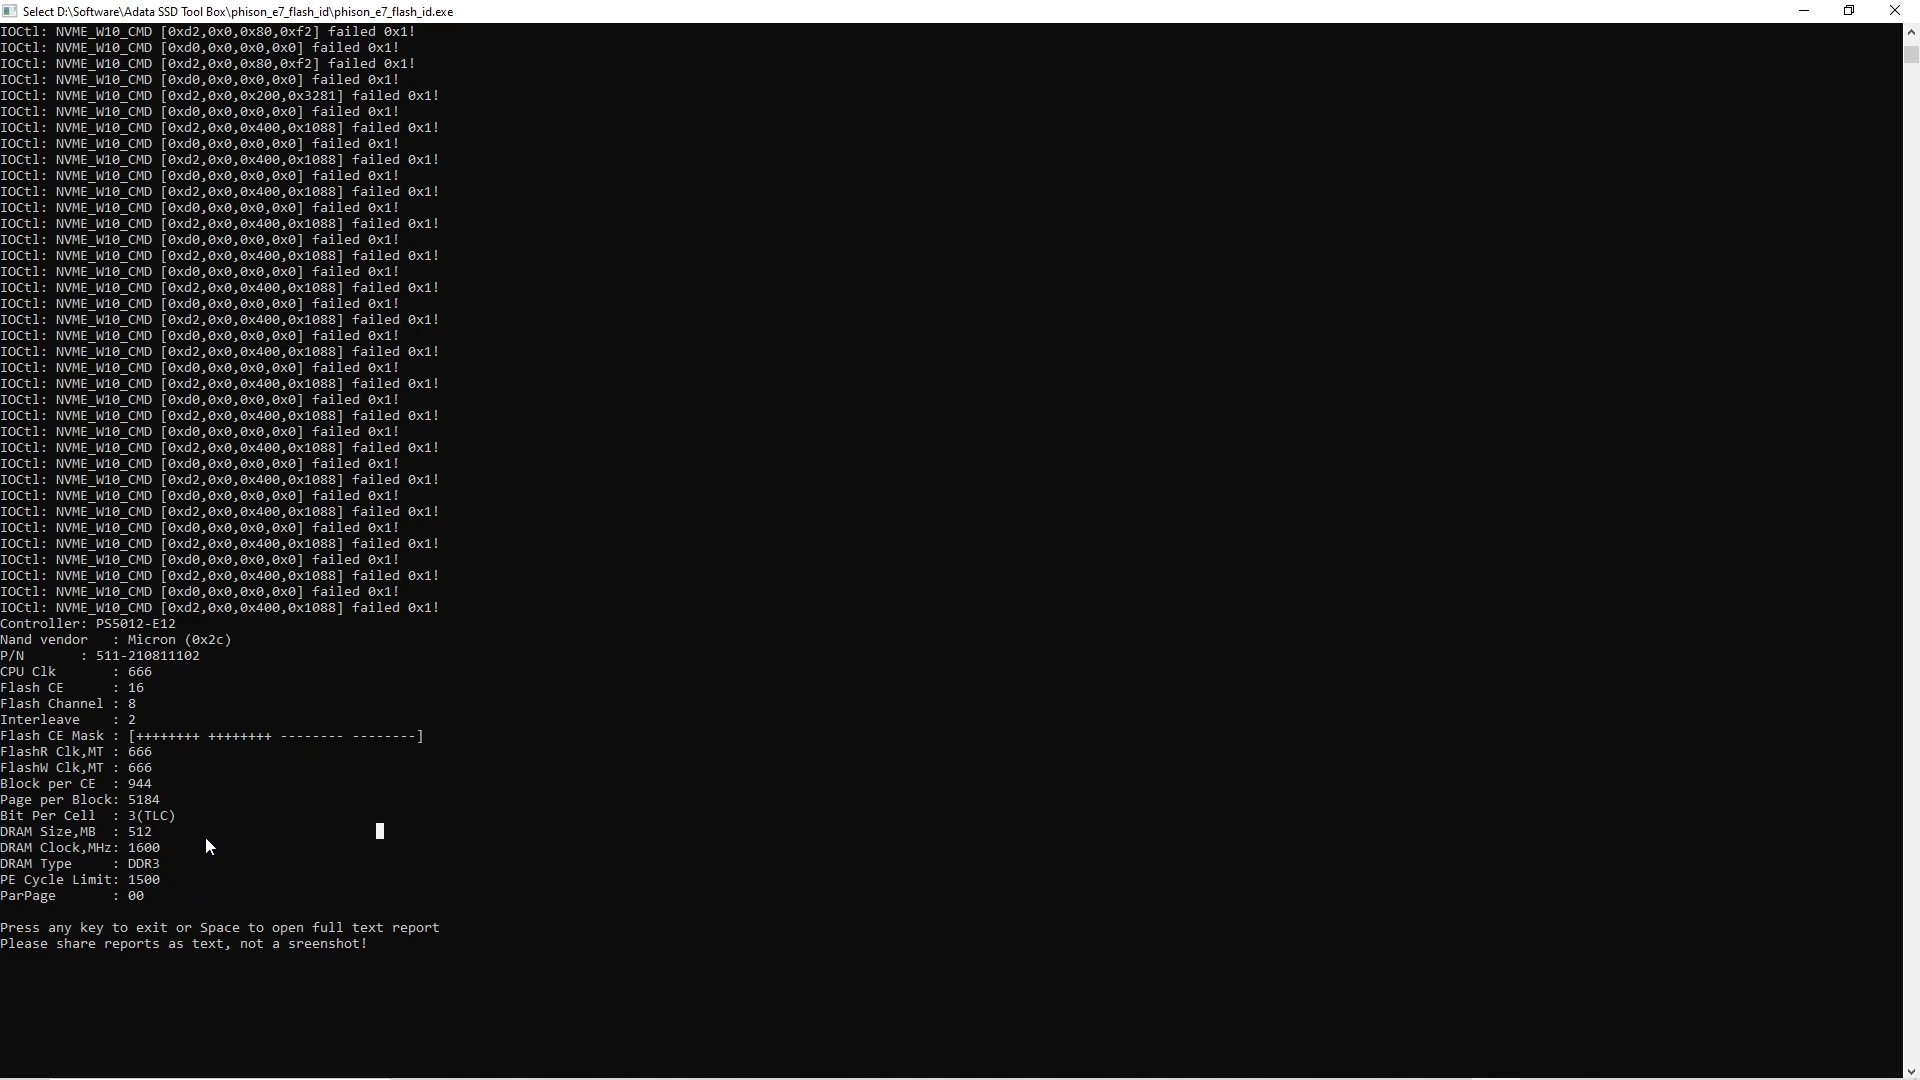 Select D:\Software\Adata SSD Tool Box\phison_e7_flash_id\phison_e7_flash_id.exe
IOCtl: NVME_W10_CMD [0xd2,0x0,0x80,0xf2] failed 0x1!
IOCtl: NVME_W10_CMD [0xd0,0x0,0x0,0x0] failed 0x1!
IOCtl: NVME_W10_CMD [0xd2,0x0,0x80,0xf2] failed 0x1!
IOCtl: NVME_W10_CMD [0xd0,0x0,0x0,0x0] failed 0x1!
IOCtl: NVME_W10_CMD [0xd2,0x0,0x200,0x3281] failed 0x1!
IOCtl: NVME_W10_CMD [0xd0,0x0,0x0,0x0] failed 0x1!
IOCtl: NVME_W10_CMD [0xd2,0x0,0x400,0x1088] failed 0x1!
IOCtl: NVME_W10_CMD [0xd0,0x0,0x0,0x0] failed 0x1!
IOCtl: NVME_W10_CMD [0xd2,0x0,0x400,0x1088] failed 0x1!
IOCtl: NVME_W10_CMD [0xd0,0x0,0x0,0x0] failed 0x1!
IOCtl: NVME_W10_CMD [0xd2,0x0,0x400,0x1088] failed 0x1!
IOCtl: NVME_W10_CMD [0xd0,0x0,0x0,0x0] failed 0x1!
IOCtl: NVME_W10_CMD [0xd2,0x0,0x400,0x1088] failed 0x1!
IOCtl: NVME_W10_CMD [0xd0,0x0,0x0,0x0] failed 0x1!
IOCtl: NVME_W10_CMD [0xd2,0x0,0x400,0x1088] failed 0x1!
IOCtl: NVME_W10_CMD [0xd0,0x0,0x0,0x0] failed 0x1!
IOCtl: NVME_W10_CMD [0xd2,0x0,0x400,0x1088] failed 0x1!
IOCtl: NVME_W10_CMD [0xd0,0x0,0x0,0x0] failed 0x1!
IOCtl: NVME_W10_CMD [0xd2,0x0,0x400,0x1088] failed 0x1!
IOCtl: NVME_W10_CMD [0xd0,0x0,0x0,0x0] failed 0x1!
IOCtl: NVME_W10_CMD [0xd2,0x0,0x400,0x1088] failed 0x1!
IOCtl: NVME_W10_CMD [0xd0,0x0,0x0,0x0] failed 0x1!
IOCtl: NVME_W10_CMD [0xd2,0x0,0x400,0x1088] failed 0x1!
IOCtl: NVME_W10_CMD [0xd0,0x0,0x0,0x0] failed 0x1!
IOCtl: NVME_W10_CMD [0xd2,0x0,0x400,0x1088] failed 0x1!
IOCtl: NVME_W10_CMD [0xd0,0x0,0x0,0x0] failed 0x1!
IOCtl: NVME_W10_CMD [0xd2,0x0,0x400,0x1088] failed 0x1!
IOCtl: NVME_W10_CMD [0xd0,0x0,0x0,0x0] failed 0x1!
IOCtl: NVME_W10_CMD [0xd2,0x0,0x400,0x1088] failed 0x1!
IOCtl: NVME_W10_CMD [0xd0,0x0,0x0,0x0] failed 0x1!
IOCtl: NVME_W10_CMD [0xd2,0x0,0x400,0x1088] failed 0x1!
IOCtl: NVME_W10_CMD [0xd0,0x0,0x0,0x0] failed 0x1!
IOCtl: NVME_W10_CMD [0xd2,0x0,0x400,0x1088] failed 0x1!
IOCtl: NVME_W10_CMD [0xd0,0x0,0x0,0x0] failed 0x1!
IOCtl: NVME_W10_CMD [0xd2,0x0,0x400,0x1088] failed 0x1!
IOCtl: NVME_W10_CMD [0xd0,0x0,0x0,0x0] failed 0x1!
IOCtl: NVME_W10_CMD [0xd2,0x0,0x400,0x1088] failed 0x1!
Controller: PS5012-E12
Nand vendor   : Micron (0x2c)
P/N       : 511-210811102
CPU Clk       : 666
Flash CE      : 16
Flash Channel : 8
Interleave    : 2
Flash CE Mask : [++++++++ ++++++++ -------- --------]
FlashR Clk,MT : 666
FlashW Clk,MT : 666
Block per CE  : 944
Page per Block: 5184
Bit Per Cell  : 3(TLC)
DRAM Size,MB  : 512
DRAM Clock,MHz: 1600
DRAM Type     : DDR3
PE Cycle Limit: 1500
ParPage       : 00
Press any key to exit or Space to open full text report
Please share reports as text, not a sreenshot!